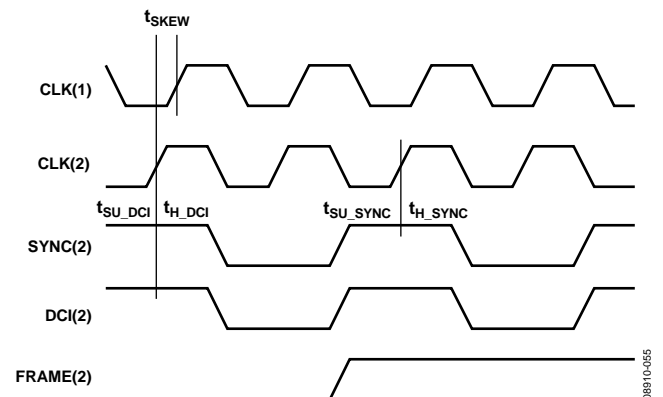 tSKEW
CLK(1)
CLK(2)
tSU_DCI tH_DCI tSU_SYNC tH_SYNC
SYNC(2)
DCI(2)
FRAME(2)
08910-055